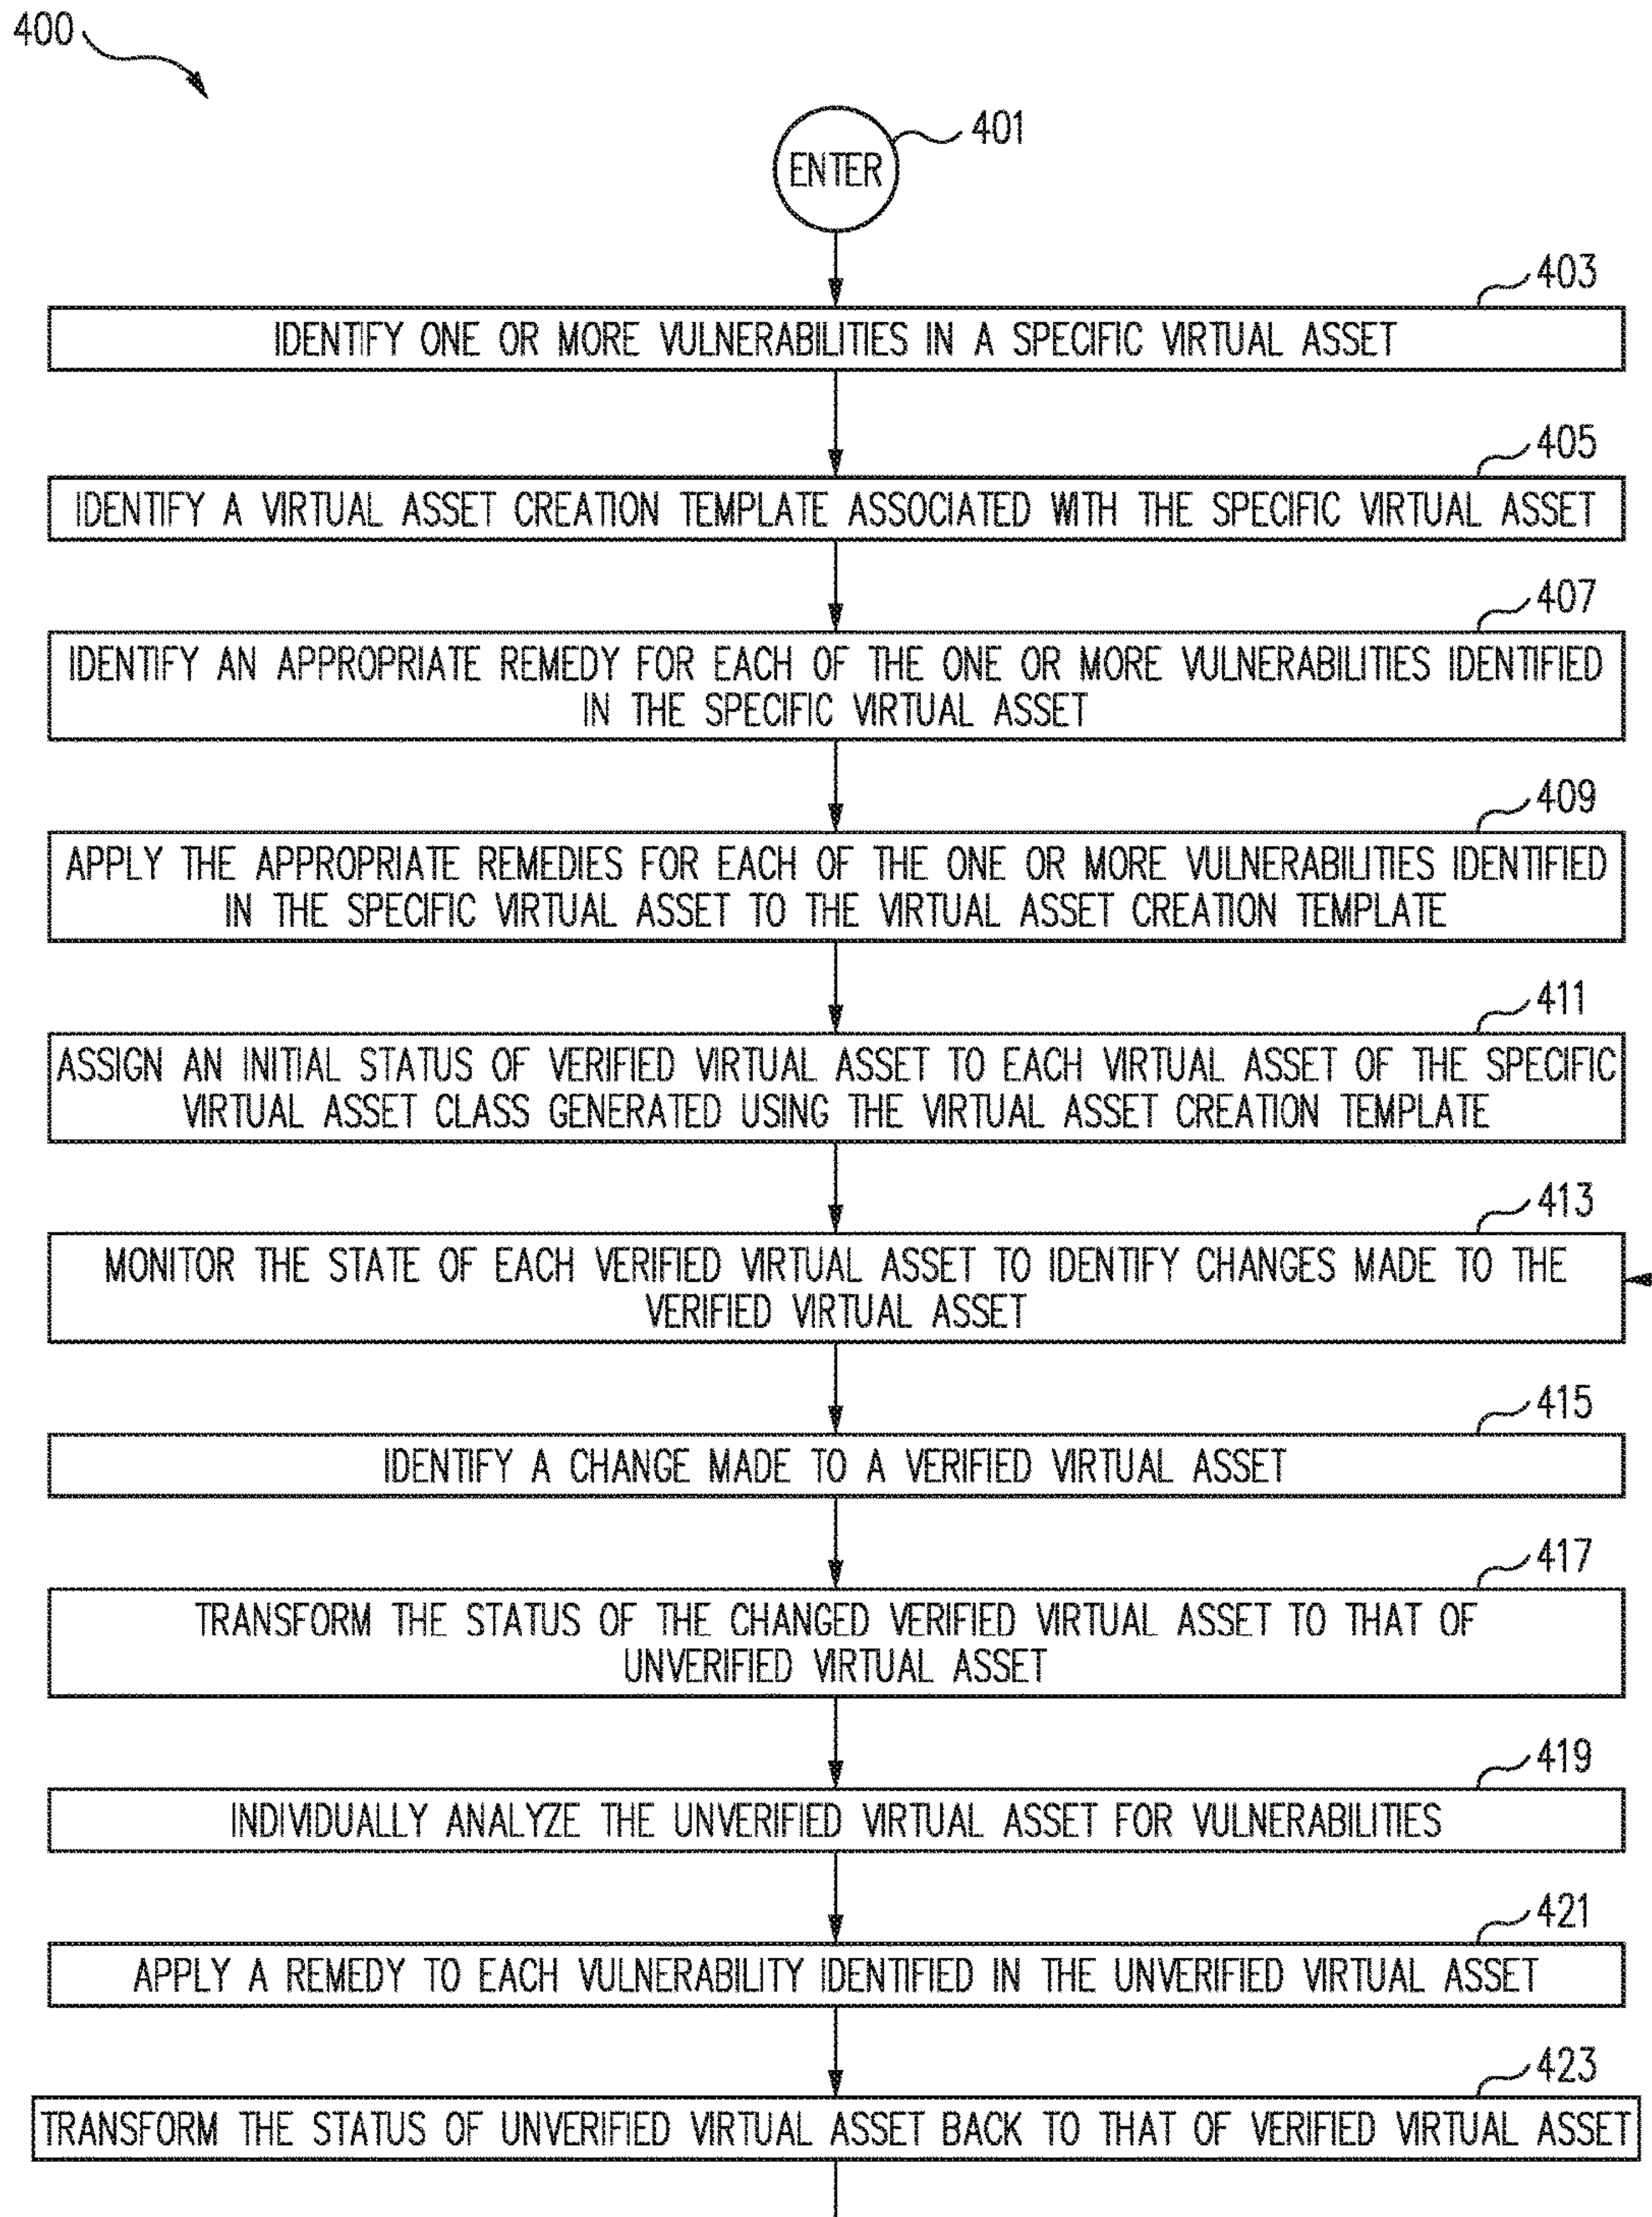 400
401
ENTER
403
IDENTIFY ONE OR MORE VULNERABILITIES IN A SPECIFIC VIRTUAL ASSET
405
IDENTIFY A VIRTUAL ASSET CREATION TEMPLATE ASSOCIATED WITH THE SPECIFIC VIRTUAL ASSET
407
IDENTIFY AN APPROPRIATE REMEDY FOR EACH OF THE ONE OR MORE VULNERABILITIES IDENTIFIED
IN THE SPECIFIC VIRTUAL ASSET
409
APPLY THE APPROPRIATE REMEDIES FOR EACH OF THE ONE OR MORE VULNERABILITIES IDENTIFIED
IN THE SPECIFIC VIRTUAL ASSET TO THE VIRTUAL ASSET CREATION TEMPLATE
411
ASSIGN AN INITIAL STATUS OF VERIFIED VIRTUAL ASSET TO EACH VIRTUAL ASSET OF THE SPECIFIC
VIRTUAL ASSET CLASS GENERATED USING THE VIRTUAL ASSET CREATION TEMPLATE
413
MONITOR THE STATE OF EACH VERIFIED VIRTUAL ASSET TO IDENTIFY CHANGES MADE TO THE
VERIFIED VIRTUAL ASSET
415
IDENTIFY A CHANGE MADE TO A VERIFIED VIRTUAL ASSET
417
TRANSFORM THE STATUS OF THE CHANGED VERIFIED VIRTUAL ASSET TO THAT OF
UNVERIFIED VIRTUAL ASSET
419
INDIVIDUALLY ANALYZE THE UNVERIFIED VIRTUAL ASSET FOR VULNERABILITIES
421
APPLY A REMEDY TO EACH VULNERABILITY IDENTIFIED IN THE UNVERIFIED VIRTUAL ASSET
423
TRANSFORM THE STATUS OF UNVERIFIED VIRTUAL ASSET BACK TO THAT OF VERIFIED VIRTUAL ASSET